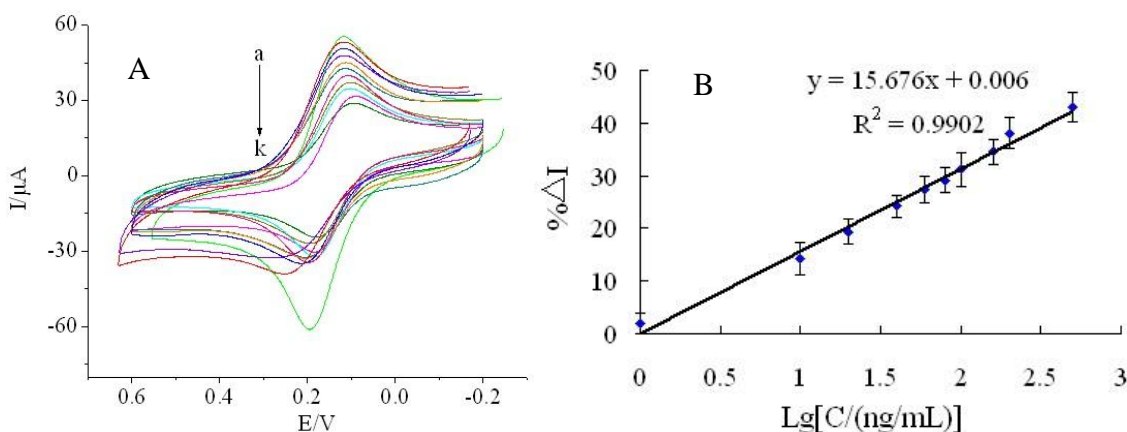 A
a
k
60
30
0
-30
-60
I/μA
0.6
0.4
0.2
0.0
-0.2
E/V
B
y = 15.676x + 0.006
R² = 0.9902
50
40
30
20
10
0
%△I
0
0.5
1
1.5
2
2.5
3
Lg[C/(ng/mL)]